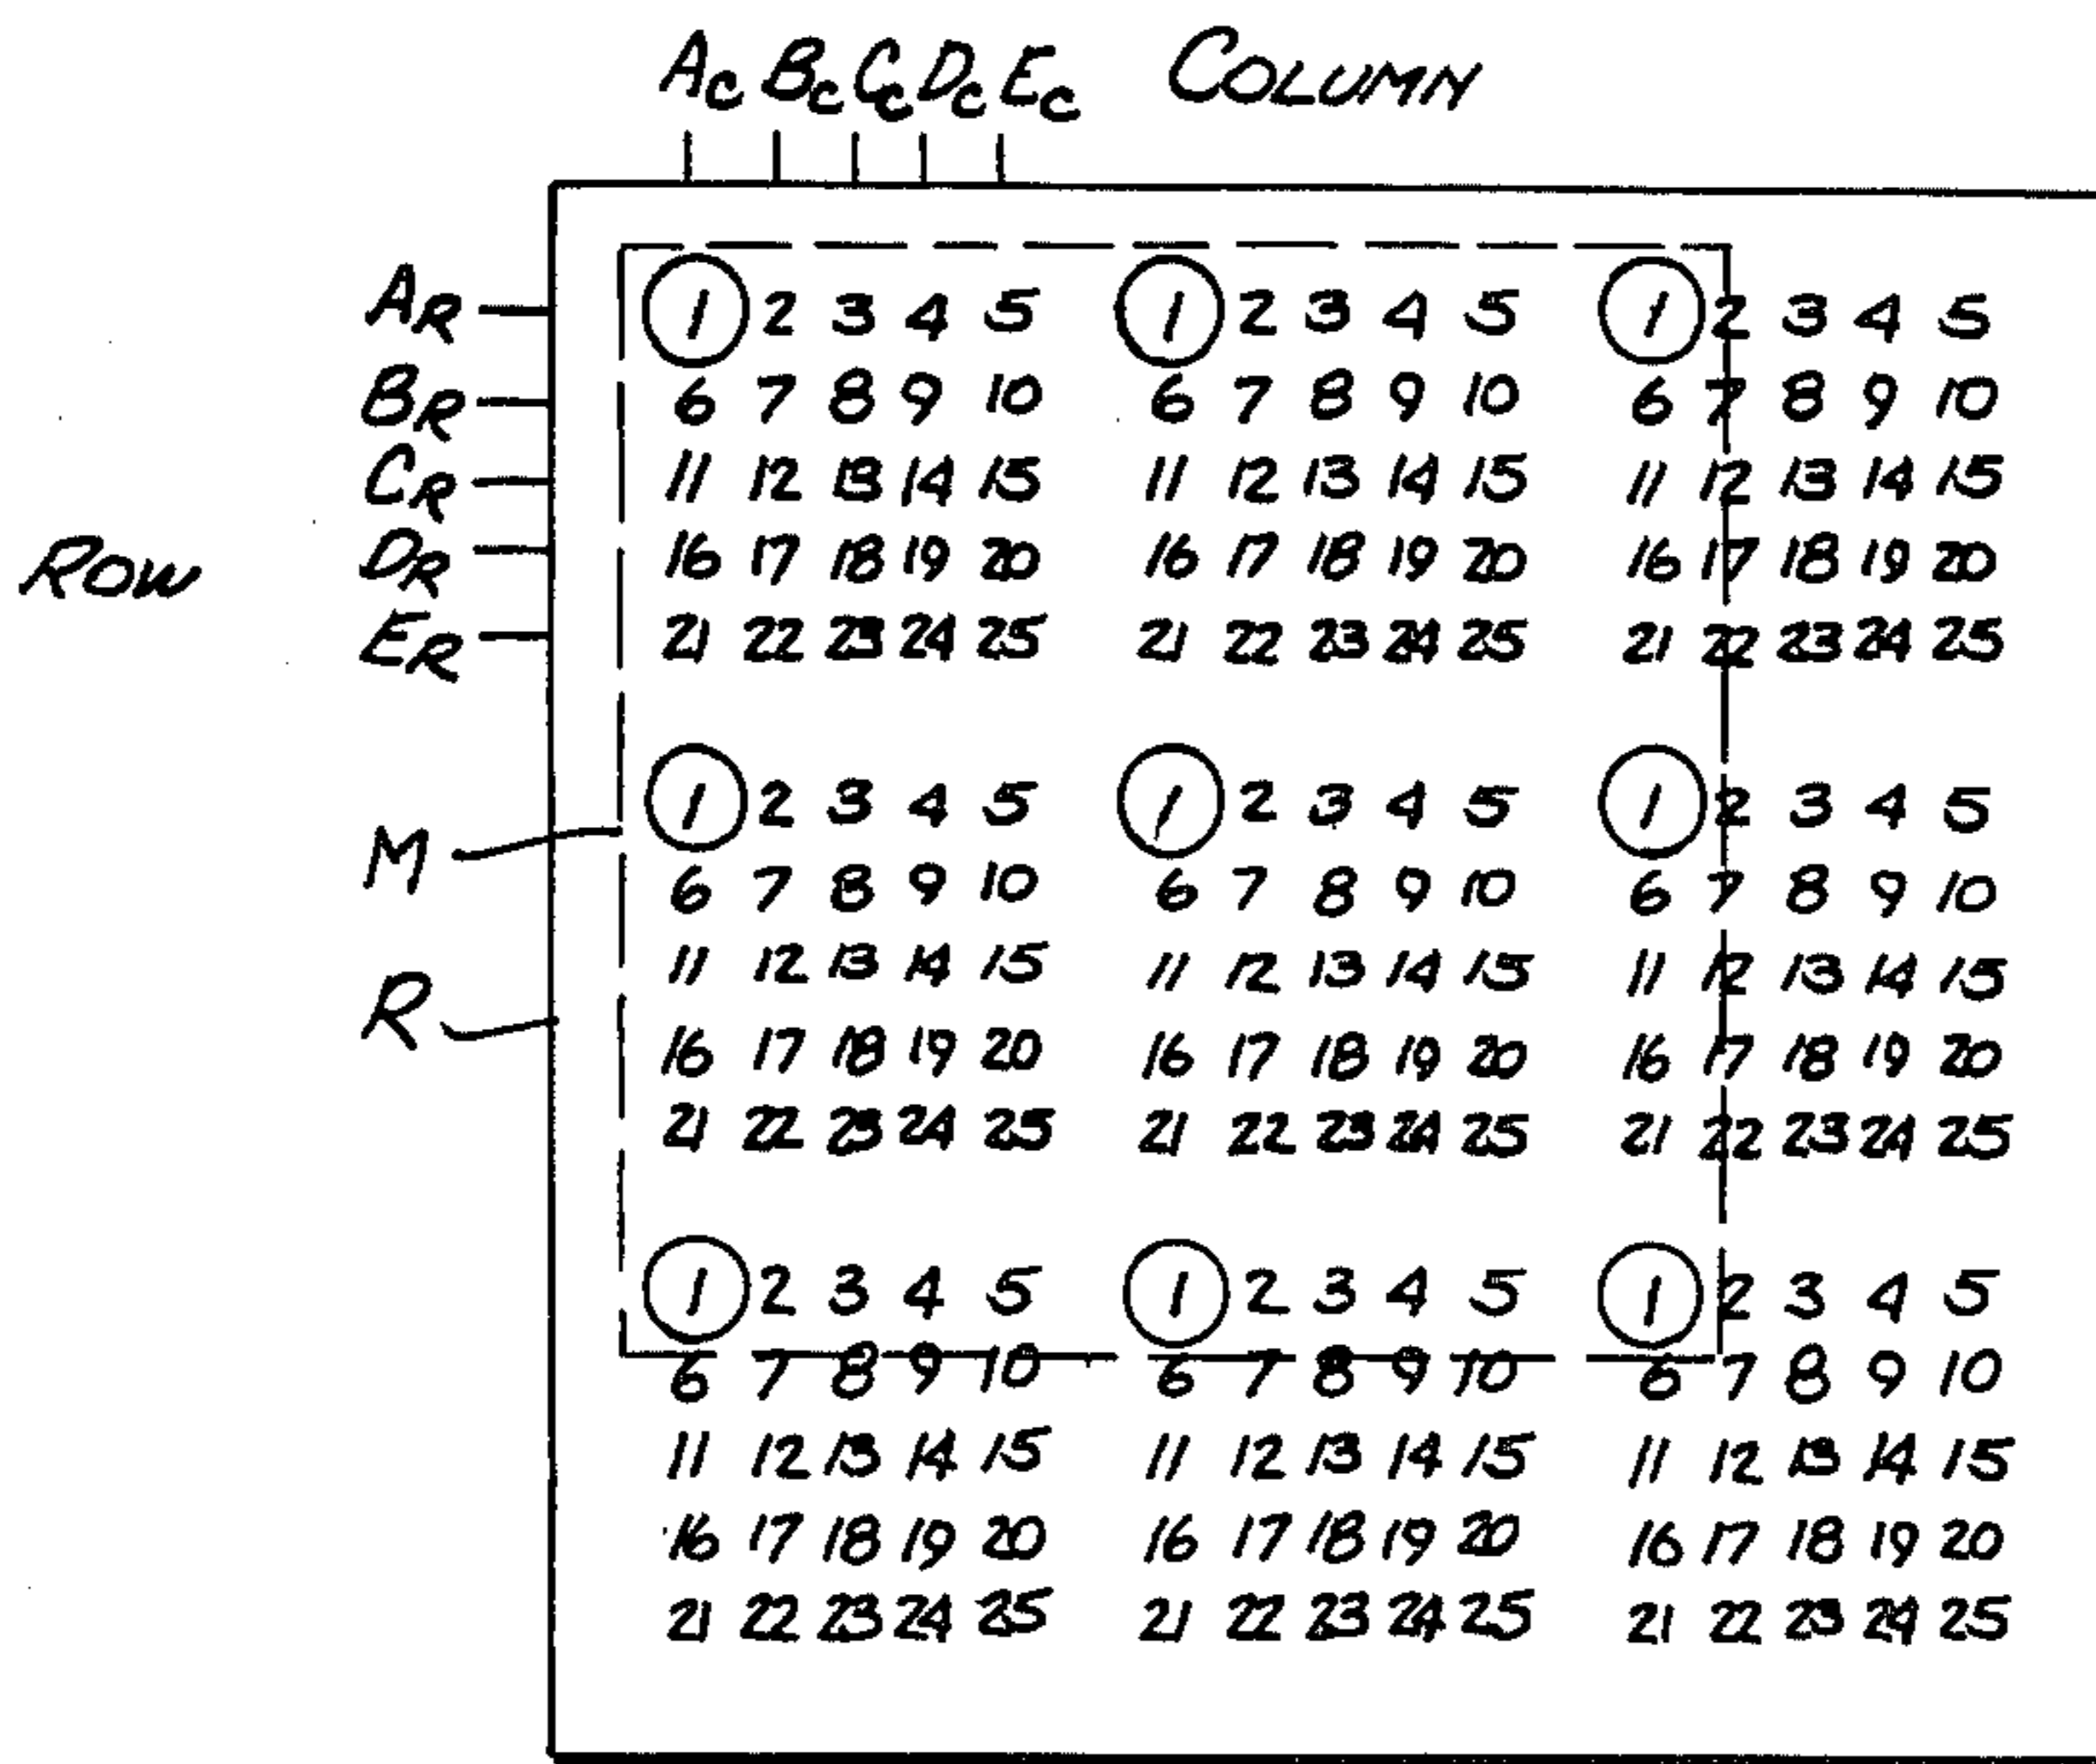 Ac Bc Cc Dc Ec COLUMN
AR 1 2 3 4 5 1 2 3 4 5 1 2 3 4 5
BR 6 7 8 9 10 6 7 8 9 10 6 7 8 9 10
CR 11 12 13 14 15 11 12 13 14 15 11 12 13 14 15
ROW DR 16 17 18 19 20 16 17 18 19 20 16 17 18 19 20
ER 21 22 23 24 25 21 22 23 24 25 21 22 23 24 25
1 2 3 4 5 1 2 3 4 5 1 2 3 4 5
M 6 7 8 9 10 6 7 8 9 10 6 7 8 9 10
11 12 13 14 15 11 12 13 14 15 11 12 13 14 15
R 16 17 18 19 20 16 17 18 19 20 16 17 18 19 20
21 22 23 24 25 21 22 23 24 25 21 22 23 24 25
1 2 3 4 5 1 2 3 4 5 1 2 3 4 5
6 7 8 9 10 6 7 8 9 10 6 7 8 9 10
11 12 13 14 15 11 12 13 14 15 11 12 13 14 15
16 17 18 19 20 16 17 18 19 20 16 17 18 19 20
21 22 23 24 25 21 22 23 24 25 21 22 23 24 25